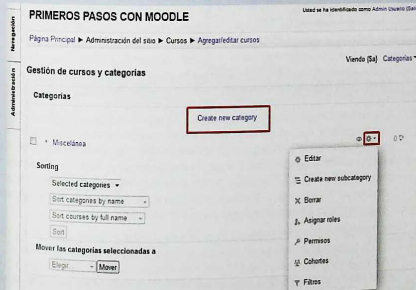 Navegación
Administración
Usted se ha identificado como Admin Usuario
PRIMEROS PASOS CON MOODLE
Página Principal ► Administración del sitio ► Cursos ► Agregar/editar cursos
Viendo (Sa) Categorías
Gestión de cursos y categorías
Categorías
Create new category
Miscelánea
Editar
Create new subcategory
Borrar
Asignar roles
Permisos
Cohortes
Filtros
Sorting
Selected categories
Sort categories by name
Sort courses by full name
Sort
Mover las categorías seleccionadas a
Elegir... Mover